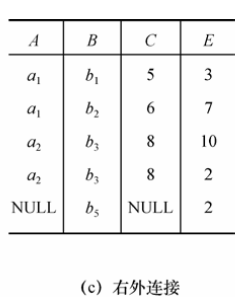 A B C E
a₁ b₁ 5 3
a₁ b₂ 6 7
a₂ b₃ 8 10
a₂ b₃ 8 2
NULL b₅ NULL 2
(c) 右外连接